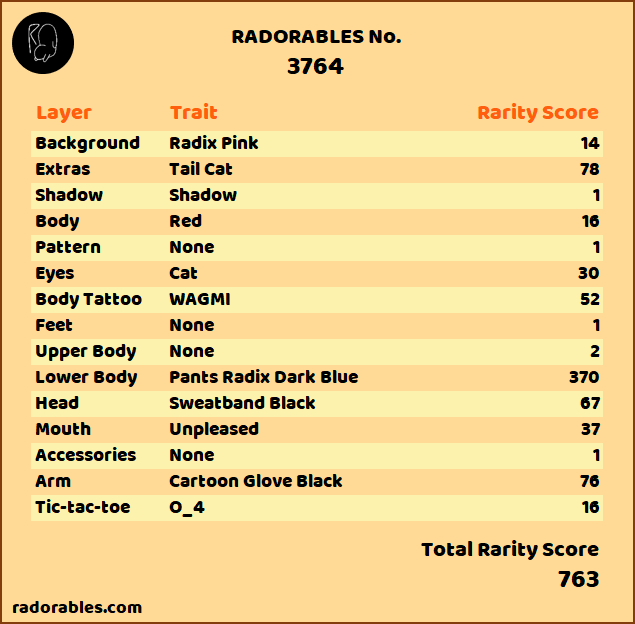 RADORABLES No.
3764
Layer Trait Rarity Score
Background Radix Pink 14
Extras Tail Cat 78
Shadow Shadow 1
Body Red 16
Pattern None 1
Eyes Cat 30
Body Tattoo WAGMI 52
Feet None 1
Upper Body None 2
Lower Body Pants Radix Dark Blue 370
Head Sweatband Black 67
Mouth Unpleased 37
Accessories None 1
Arm Cartoon Glove Black 76
Tic-tac-toe O_4 16
Total Rarity Score
763
radorables.com